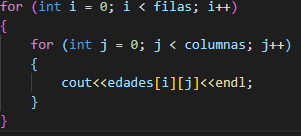 for (int i = 0; i < filas; i++)
{
    for (int j = 0; j < columnas; j++)
    {
        cout<<edades[i][j]<<endl;
    }
}